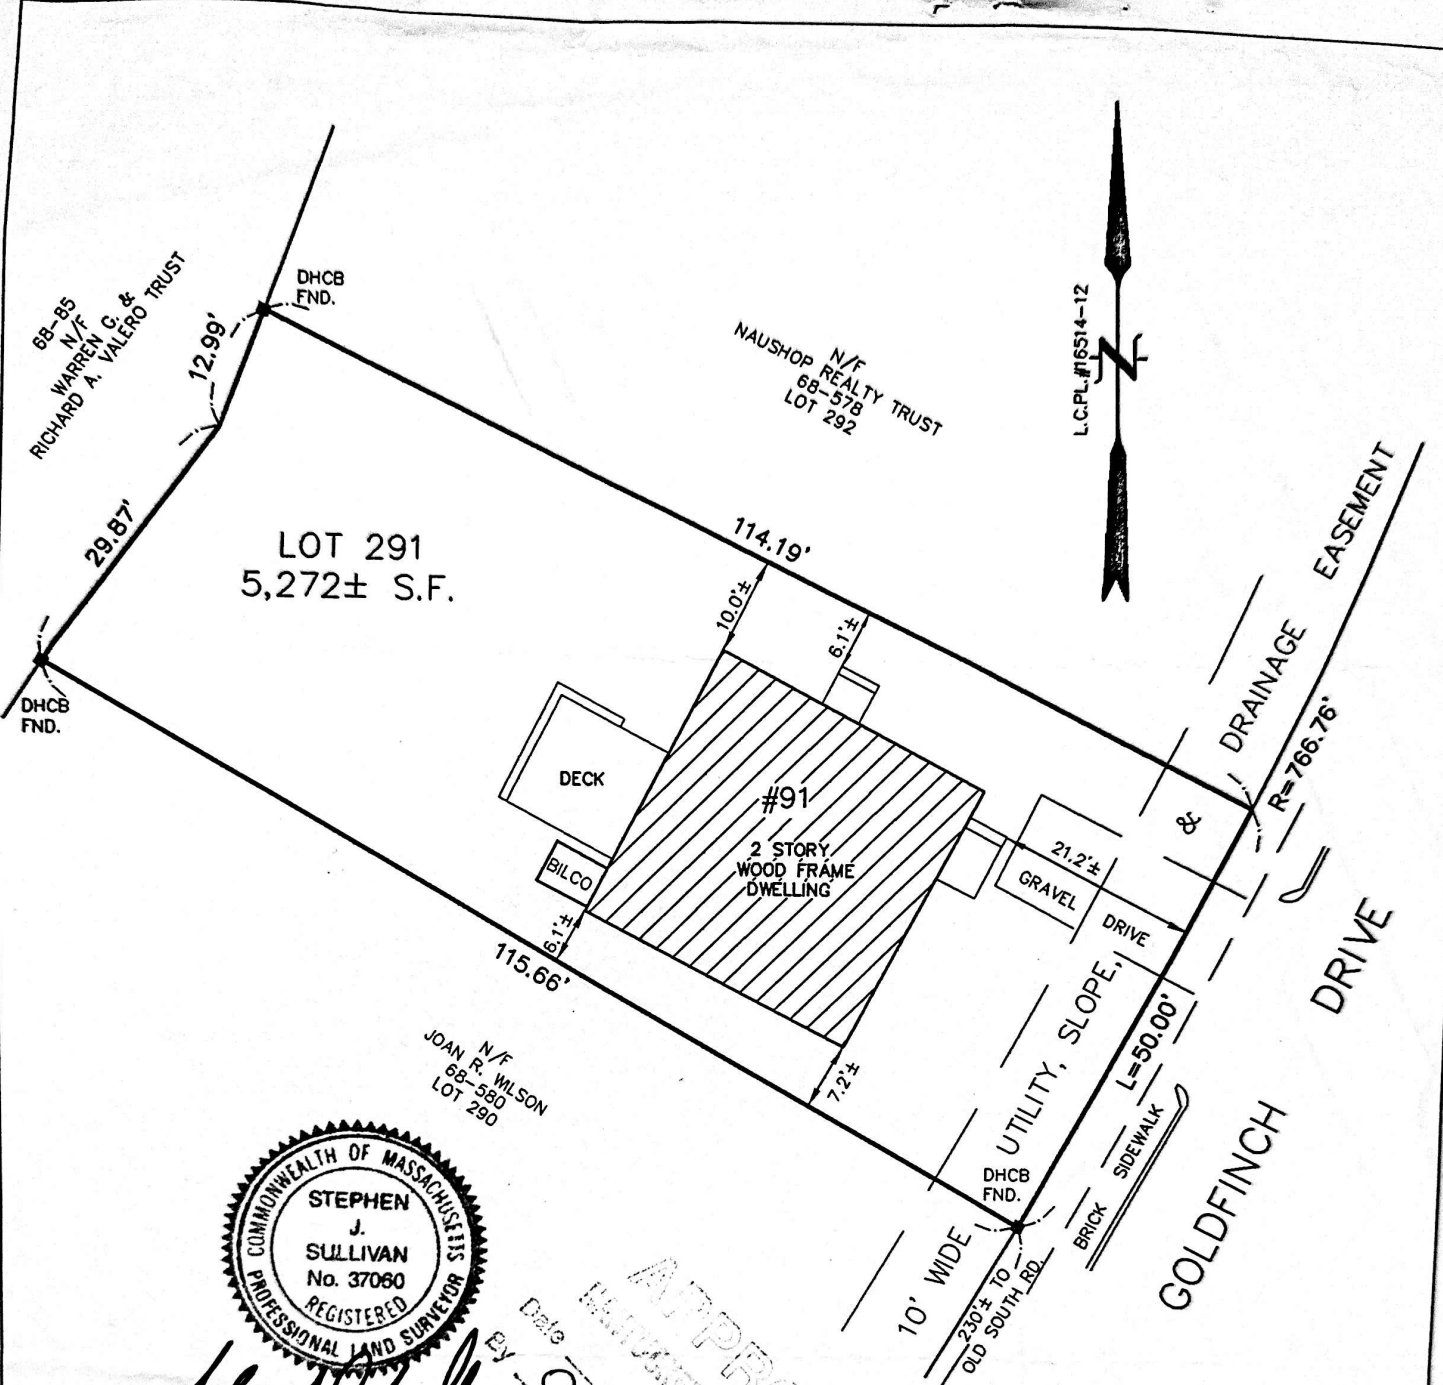 DHCB
FND.
68-85
N/F
WARREN G. &
RICHARD A. VALERO TRUST
12.99'
N/F
NAUSHOP REALTY TRUST
68-578
LOT 292
L.C.PL.#16514-12
N
29.87'
LOT 291
5,272± S.F.
114.19'
10.0'±
6.1'±
DHCB
FND.
DECK
#91
2 STORY
WOOD FRAME
DWELLING
BILCO
6.1'±
115.66'
21.2'±
GRAVEL
DRIVE
7.2'±
10' WIDE
UTILITY, SLOPE,
&
DRAINAGE
EASEMENT
R=766.76'
L=50.00'
DHCB
FND.
BRICK
SIDEWALK
GOLDFINCH
DRIVE
230'± TO
OLD SOUTH RD.
N/F
JOAN R. WILSON
68-580
LOT 290
COMMONWEALTH OF MASSACHUSETTS
STEPHEN
J.
SULLIVAN
No. 37060
REGISTERED
PROFESSIONAL LAND SURVEYOR
Date
By